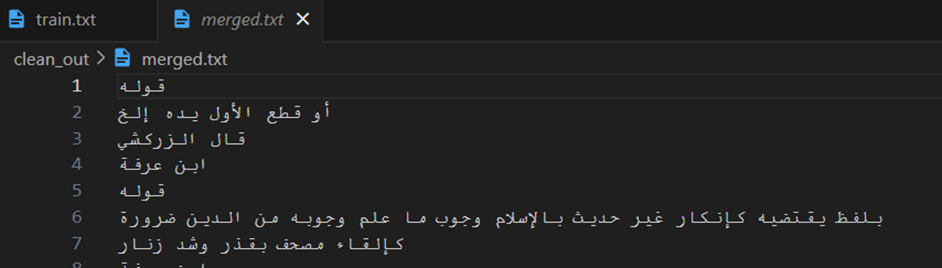 train.txt
merged.txt
clean_out > merged.txt
1 قوله
2 أو قطع الأول يده إلخ
3 قال الزركشي
4 ابن عرفة
5 قوله
6 بلفظ يقتضيه كإنكار غير حديث بالإسلام وجوب ما علم وجوبه من الدين ضرورة
7 كإلقاء مصحف بقذر وشد زنار
8